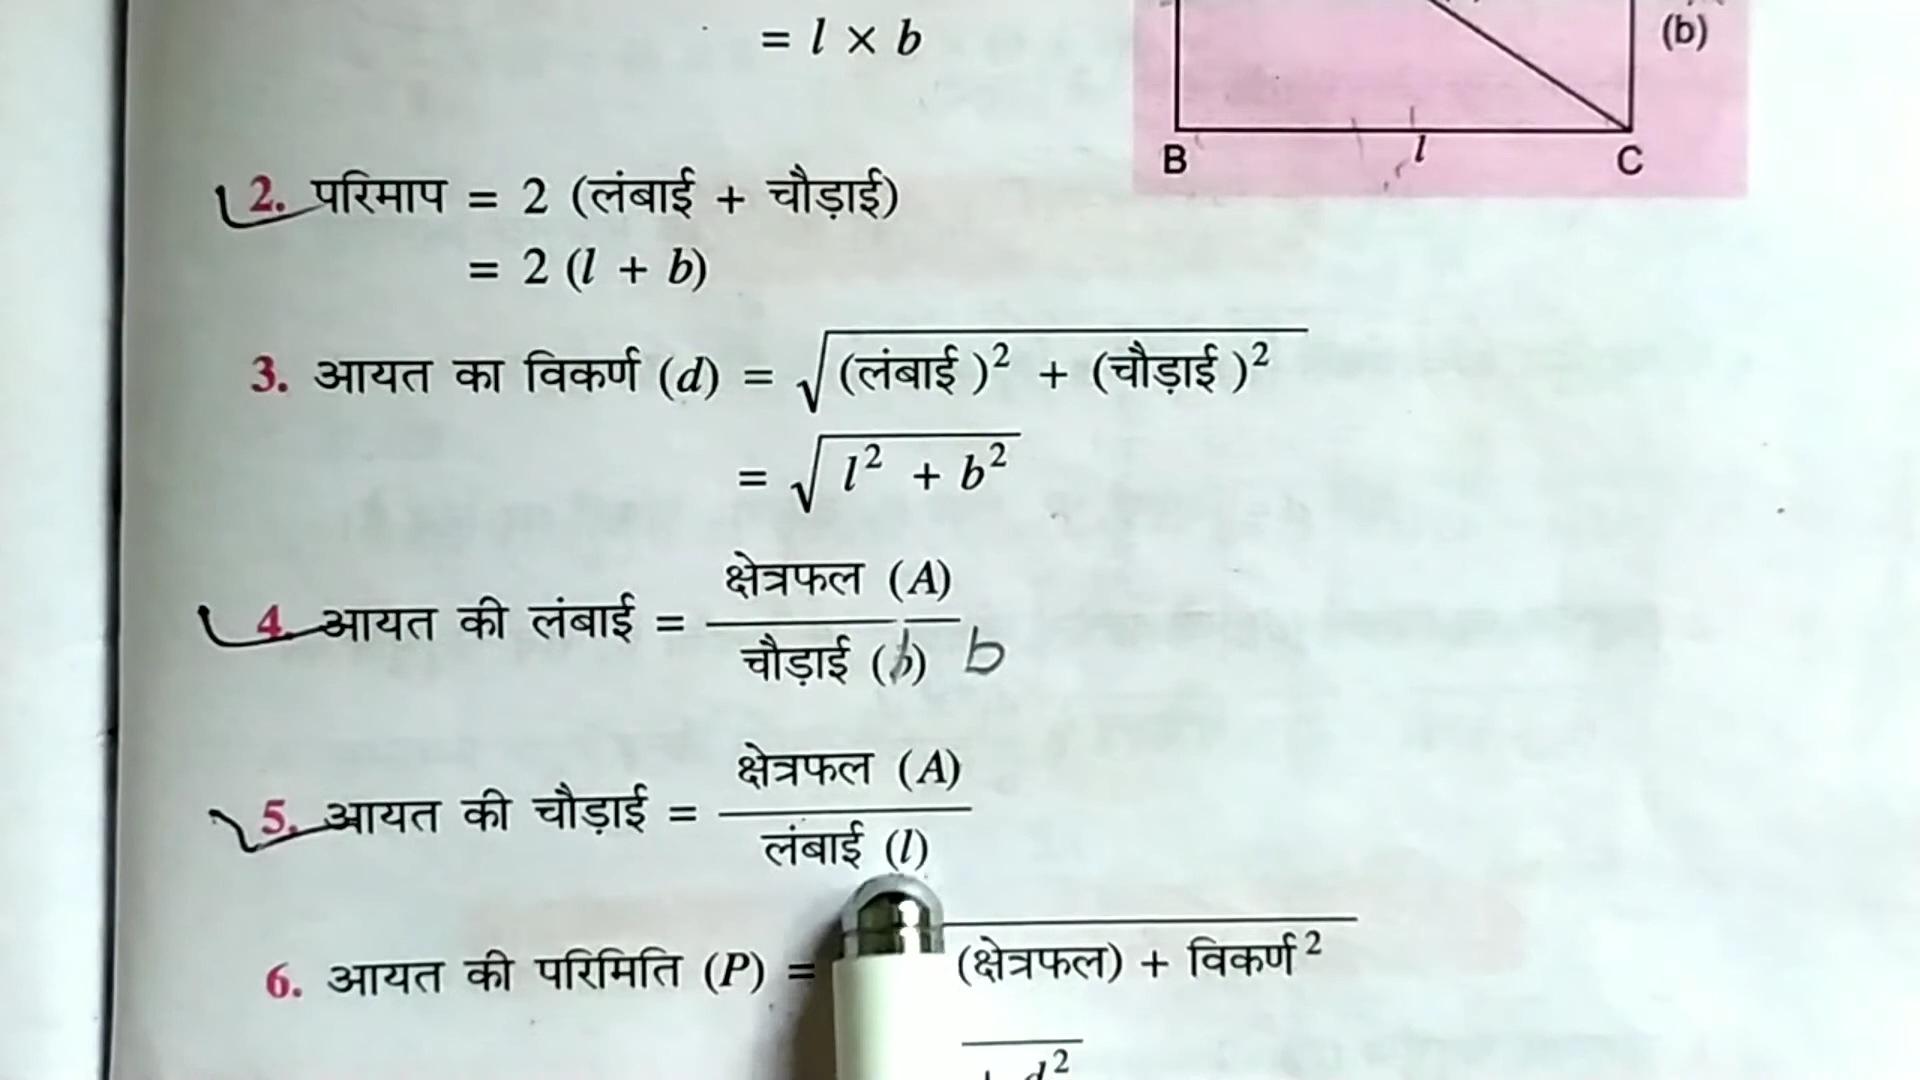 = l × b
(b)
B
l
C
2. परिमाप = 2 (लंबाई + चौड़ाई)
= 2 (l + b)
3. आयत का विकर्ण (d) = √(लंबाई)² + (चौड़ाई)²
= √l² + b²
4. आयत की लंबाई = क्षेत्रफल (A)
चौड़ाई (b) b
5. आयत की चौड़ाई = क्षेत्रफल (A)
लंबाई (l)
6. आयत की परिमिति (P) = (क्षेत्रफल) + विकर्ण²
d²